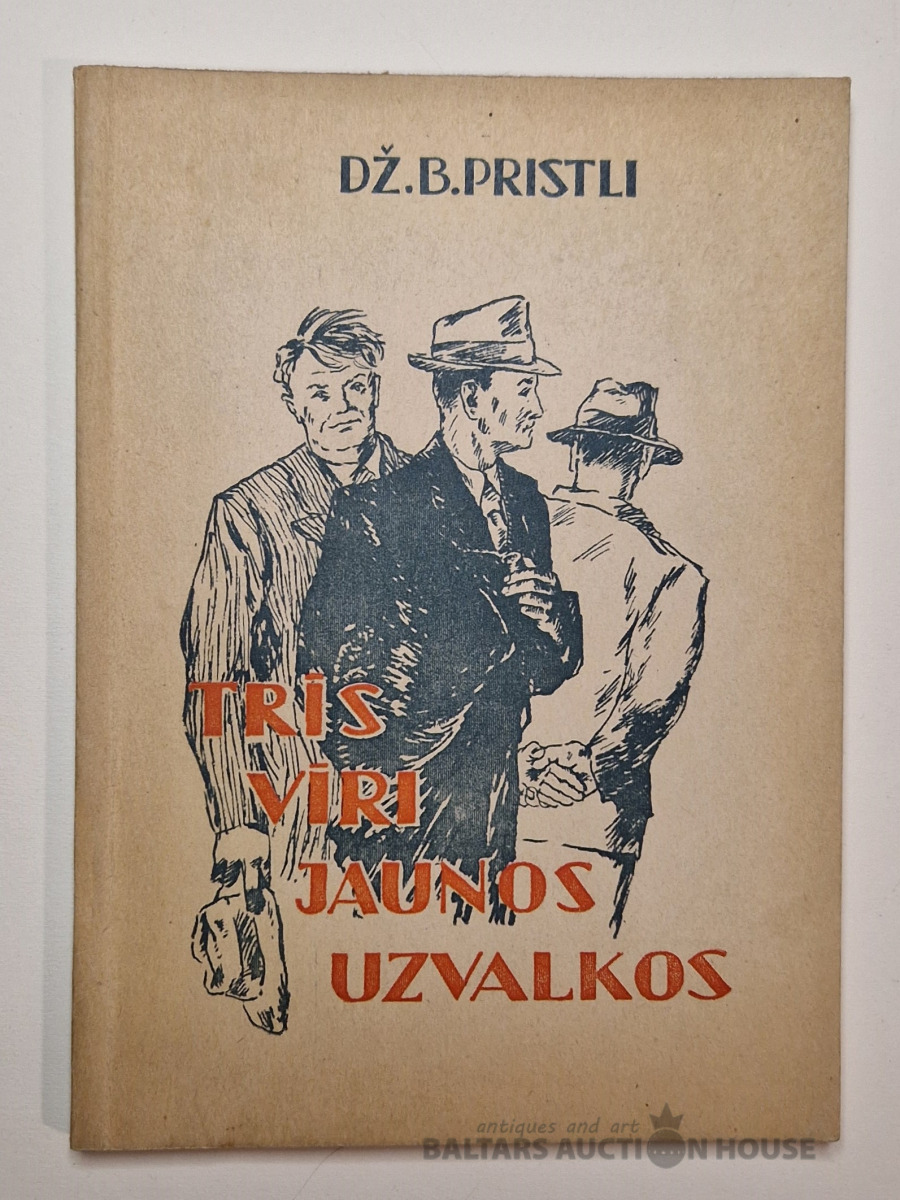 DŽ.B.PRISTLI
TRĪS
VĪRI
JAUNOS
UZVALKOS
antiques and art
BALTARS AUCTION HOUSE